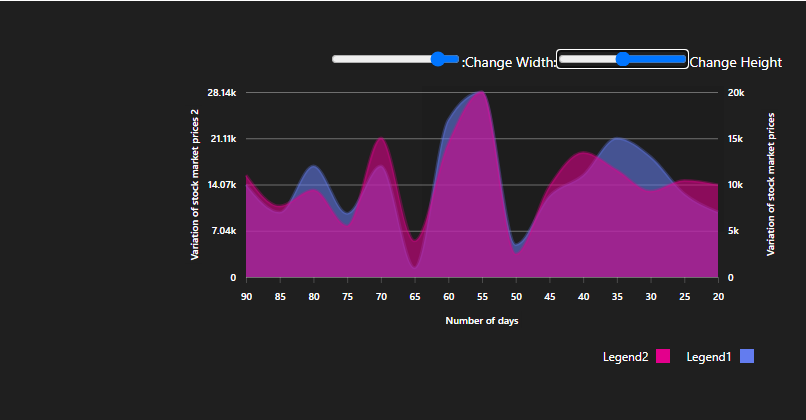 :Change Width: Change Height
28.14k
21.11k
14.07k
7.04k
0
Variation of stock market prices 2
20k
15k
10k
5k
0
Variation of stock market prices
90 85 80 75 70 65 60 55 50 45 40 35 30 25 20
Number of days
Legend2 Legend1